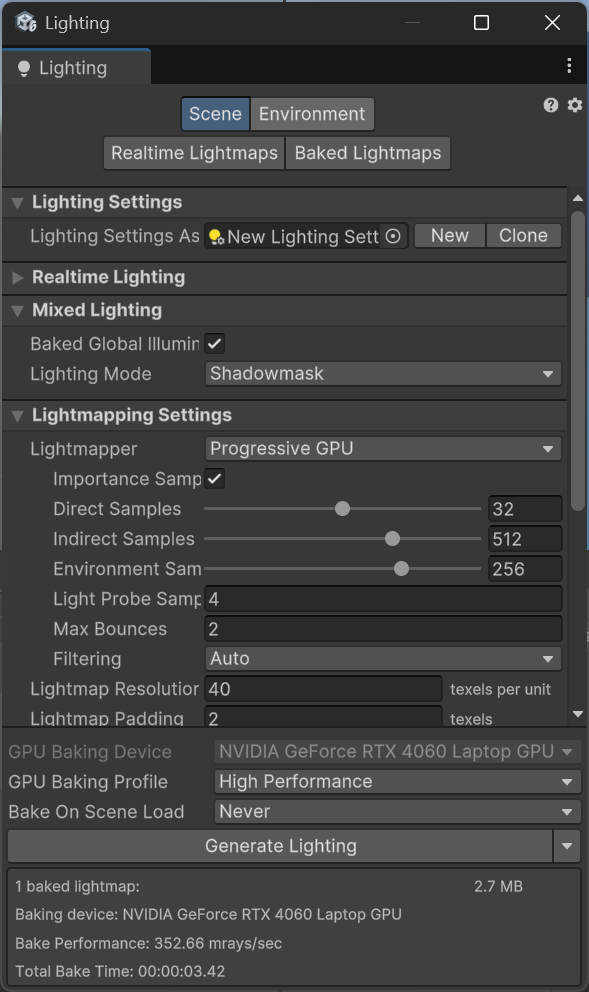 Lighting
Lighting
Scene Environment
Realtime Lightmaps Baked Lightmaps
Lighting Settings
Lighting Settings As New Lighting Sett New Clone
Realtime Lighting
Mixed Lighting
Baked Global Illumin
Lighting Mode Shadowmask
Lightmapping Settings
Lightmapper Progressive GPU
Importance Samp
Direct Samples 32
Indirect Samples 512
Environment Sam 256
Light Probe Samp 4
Max Bounces 2
Filtering Auto
Lightmap Resolution 40 texels per unit
Lightmap Padding 2 texels
GPU Baking Device NVIDIA GeForce RTX 4060 Laptop GPU
GPU Baking Profile High Performance
Bake On Scene Load Never
Generate Lighting
1 baked lightmap: 2.7 MB
Baking device: NVIDIA GeForce RTX 4060 Laptop GPU
Bake Performance: 352.66 mrays/sec
Total Bake Time: 00:00:03.42